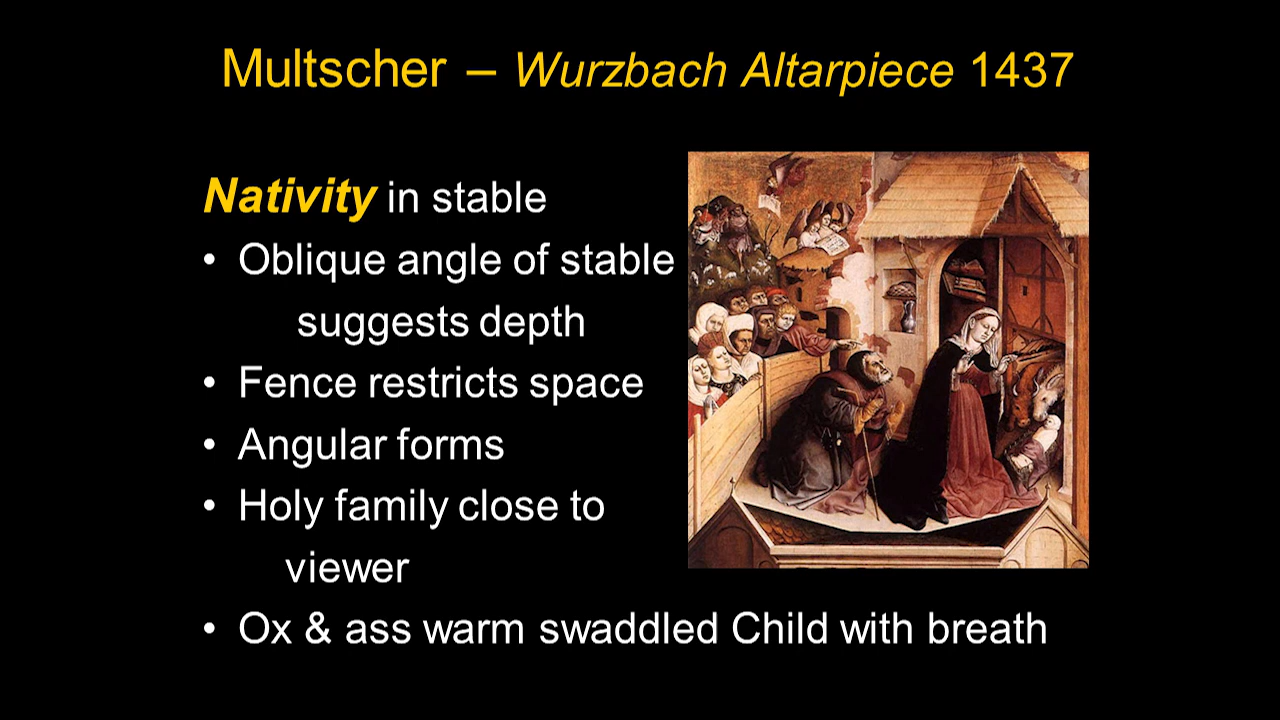 Multscher – Wurzbach Altarpiece 1437
Nativity in stable
• Oblique angle of stable
suggests depth
• Fence restricts space
• Angular forms
• Holy family close to
viewer
• Ox & ass warm swaddled Child with breath